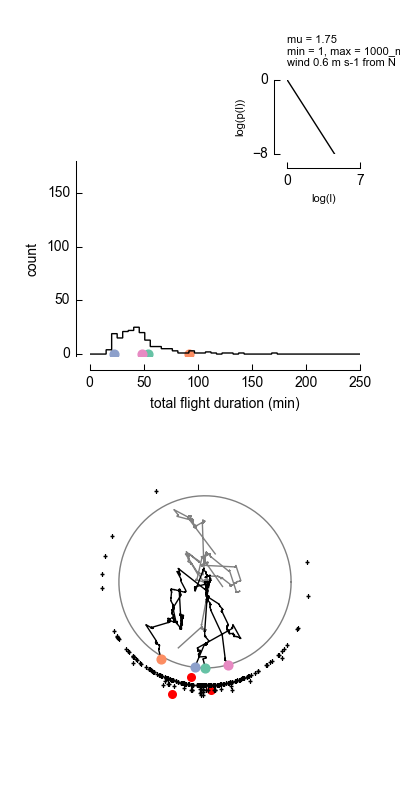 mu = 1.75
min = 1, max = 1000_
wind 0.6 m s-1 from N
0
log(p(l))
−8
0 7
log(l)
150
100
50
0
count
0 50 100 150 200 250
total flight duration (min)